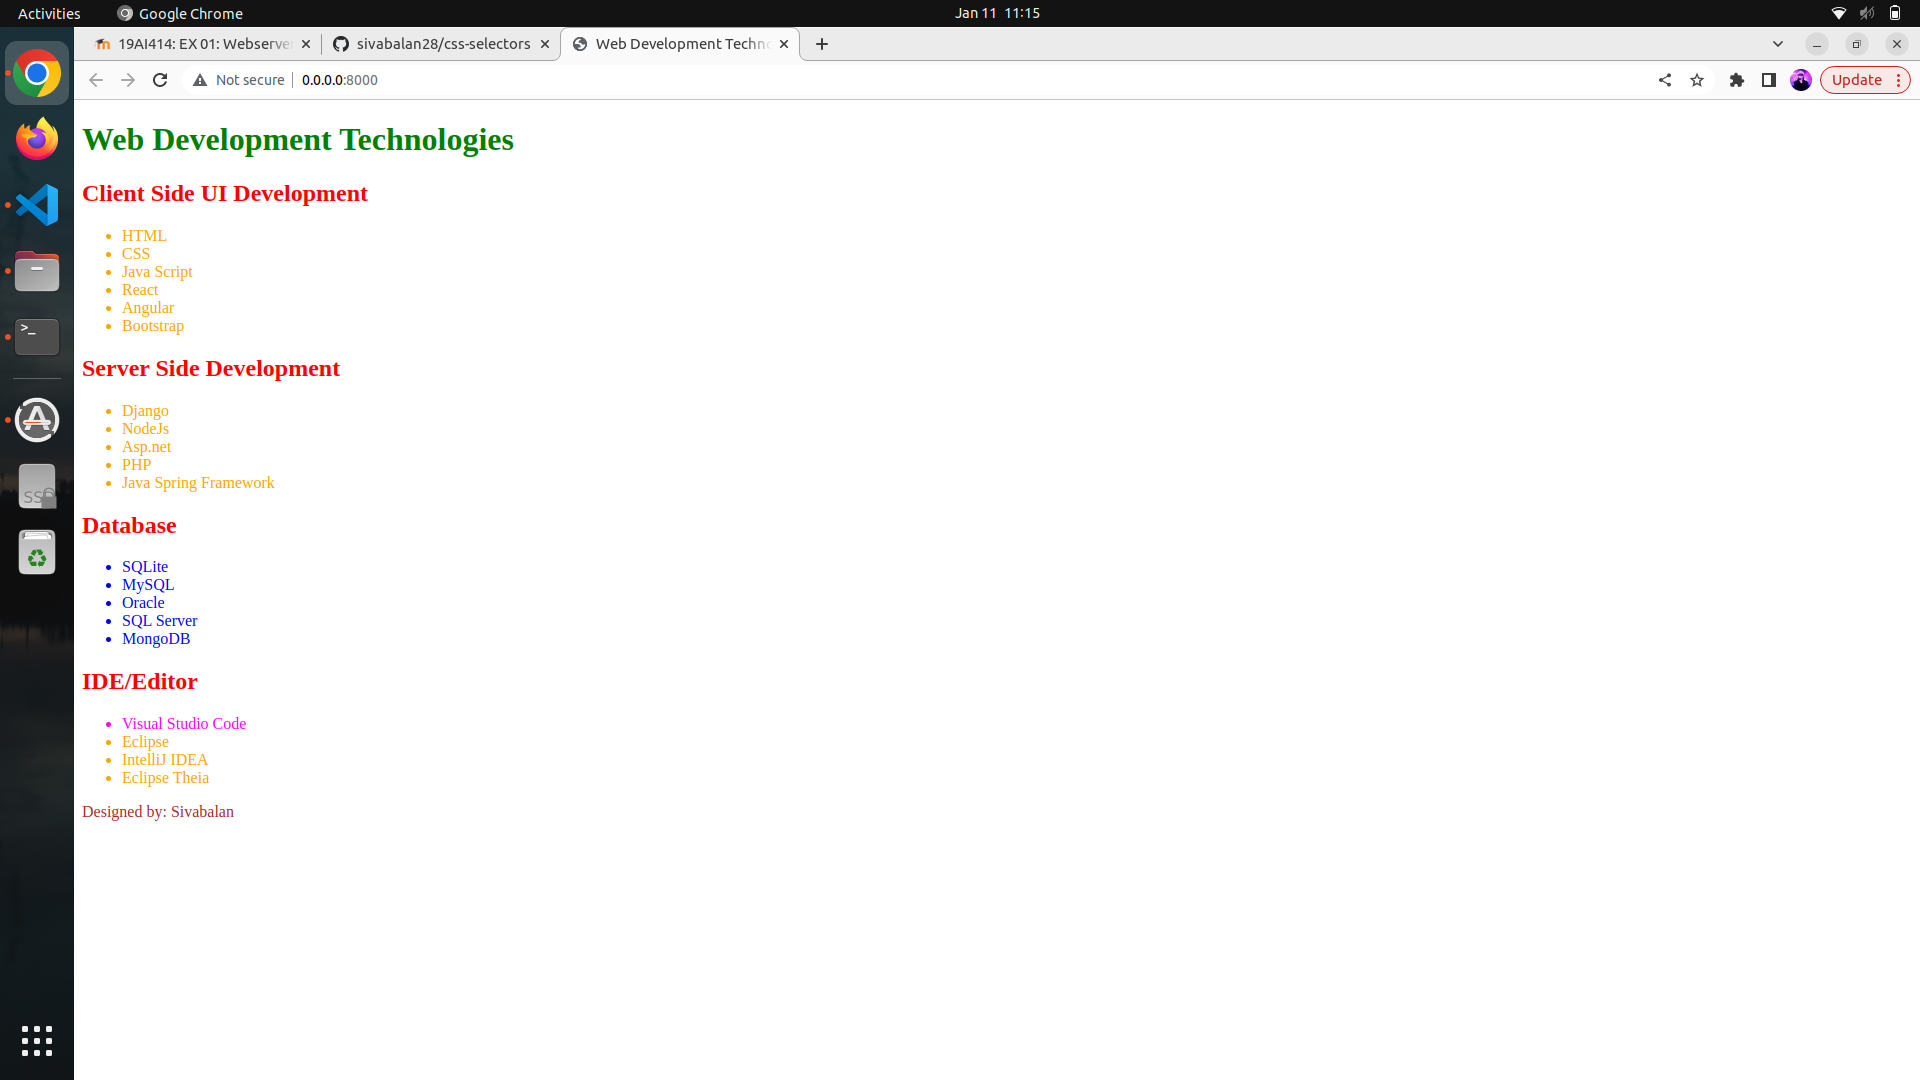 Activities
Google Chrome
Jan 11 11:15
19AI414: EX 01: Webserve
sivabalan28/css-selectors
Web Development Techno
Not secure
0.0.0.0:8000
Update
Web Development Technologies
Client Side UI Development
HTML
CSS
Java Script
React
Angular
Bootstrap
Server Side Development
Django
NodeJs
Asp.net
PHP
Java Spring Framework
Database
SQLite
MySQL
Oracle
SQL Server
MongoDB
IDE/Editor
Visual Studio Code
Eclipse
IntelliJ IDEA
Eclipse Theia
Designed by: Sivabalan